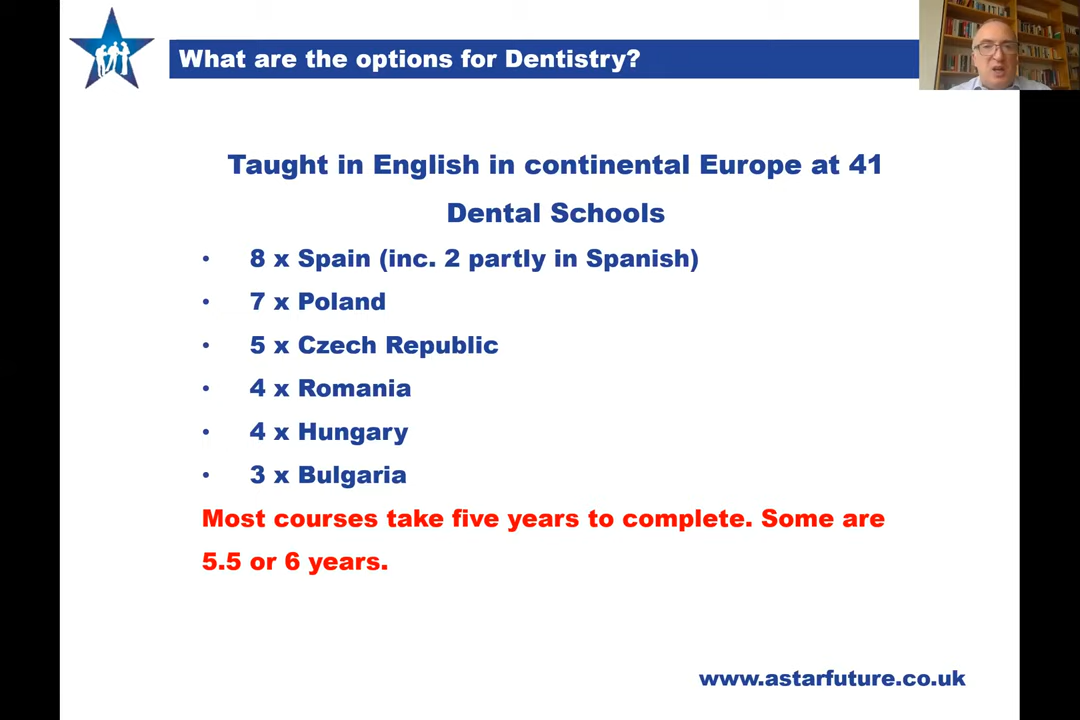 What are the options for Dentistry?
Taught in English in continental Europe at 41
Dental Schools
• 8 x Spain (inc. 2 partly in Spanish)
• 7 x Poland
• 5 x Czech Republic
• 4 x Romania
• 4 x Hungary
• 3 x Bulgaria
Most courses take five years to complete. Some are
5.5 or 6 years.
www.astarfuture.co.uk